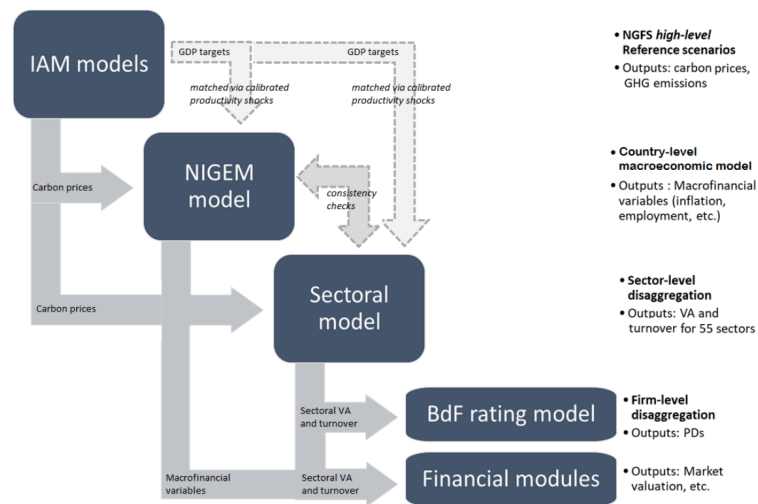 IAM models
GDP targets
GDP targets
matched via calibrated
productivity shocks
matched via calibrated
productivity shocks
• NGFS high-level
Reference scenarios
• Outputs: carbon prices,
GHG emissions
Carbon prices
NIGEM
model
consistency
checks
• Country-level
macroeconomic model
• Outputs : Macrofinancial
variables (inflation,
employment, etc.)
Carbon prices
Sectoral
model
• Sector-level
disaggregation
• Outputs: VA and
turnover for 55 sectors
Sectoral VA
and turnover
BdF rating model
• Firm-level
disaggregation
• Outputs: PDs
Macrofinancial
variables
Sectoral VA
and turnover
Financial modules
• Outputs: Market
valuation, etc.